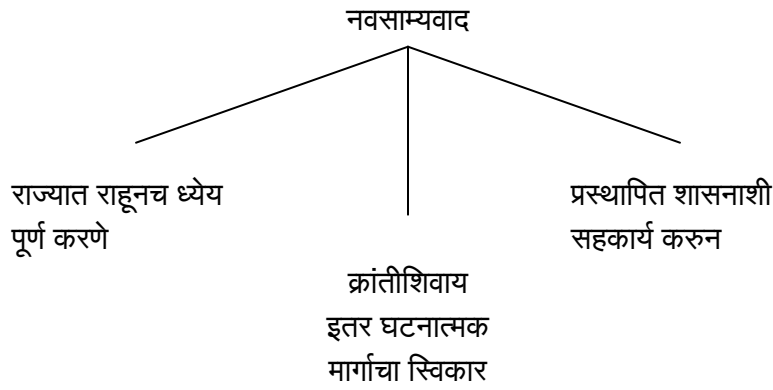 नवसाम्यवाद
राज्यात राहूनच ध्येय
पूर्ण करणे
प्रस्थापित शासनाशी
सहकार्य करुन
क्रांतीशिवाय
इतर घटनात्मक
मार्गाचा स्विकार